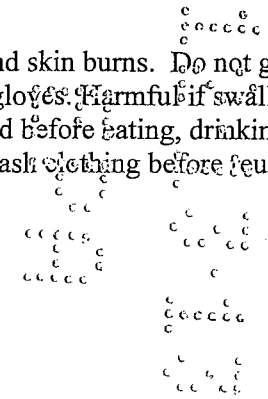 nd skin burns. Do not g
gloves. Harmful if swall
d before eating, drinkin
ash clothing before reu